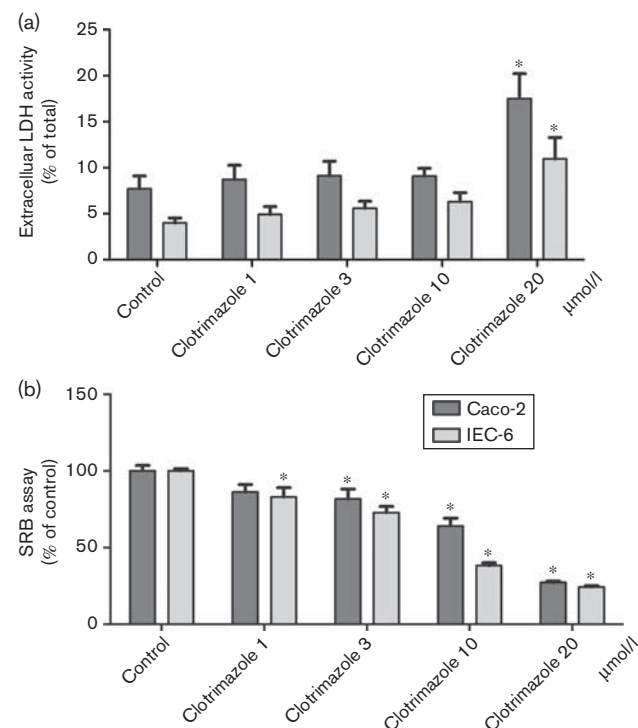 (a)
Extracelluar LDH activity
(% of total)
25
20
15
10
5
0
*
*
Control
Clotrimazole 1
Clotrimazole 3
Clotrimazole 10
Clotrimazole 20
μmol/l
(b)
SRB assay
(% of control)
150
100
50
0
Caco-2
IEC-6
*
*
*
*
*
*
*
Control
Clotrimazole 1
Clotrimazole 3
Clotrimazole 10
Clotrimazole 20
μmol/l